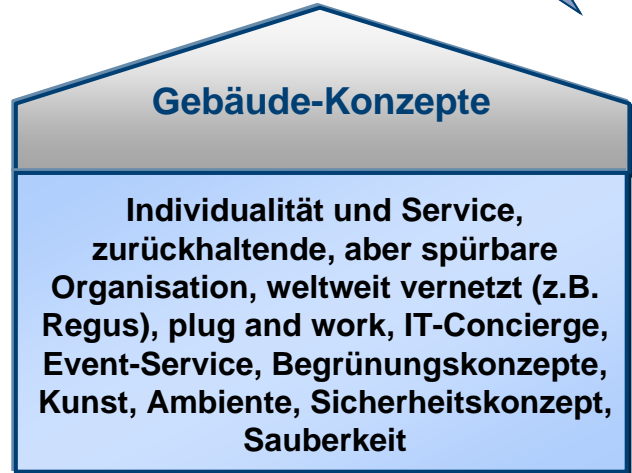 Gebäude-Konzepte
Individualität und Service,
zurückhaltende, aber spürbare
Organisation, weltweit vernetzt (z.B.
Regus), plug and work, IT-Concierge,
Event-Service, Begrünungskonzepte,
Kunst, Ambiente, Sicherheitskonzept,
Sauberkeit